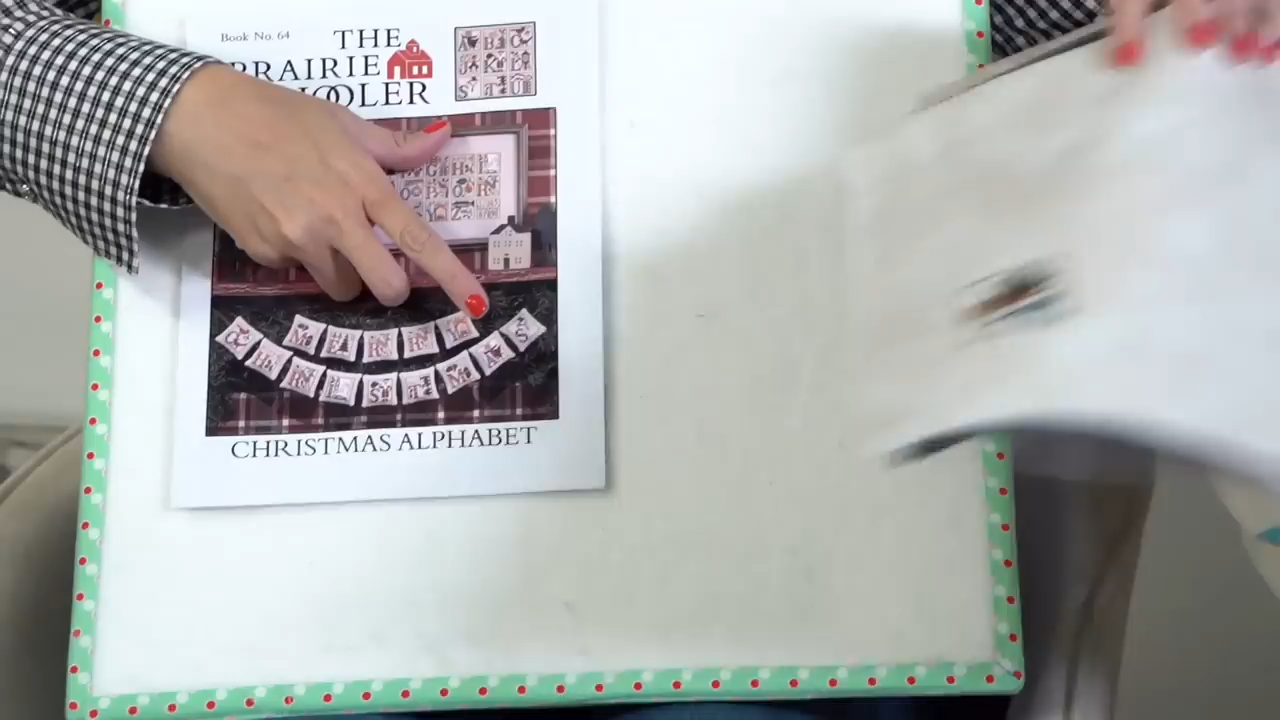 Book No. 64
THE
PRAIRIE
SCHOOLER
A B C
J K L
S T U
G H I
O P Q R
Y Z
M E R R Y
C H R I S T M A S
CHRISTMAS ALPHABET